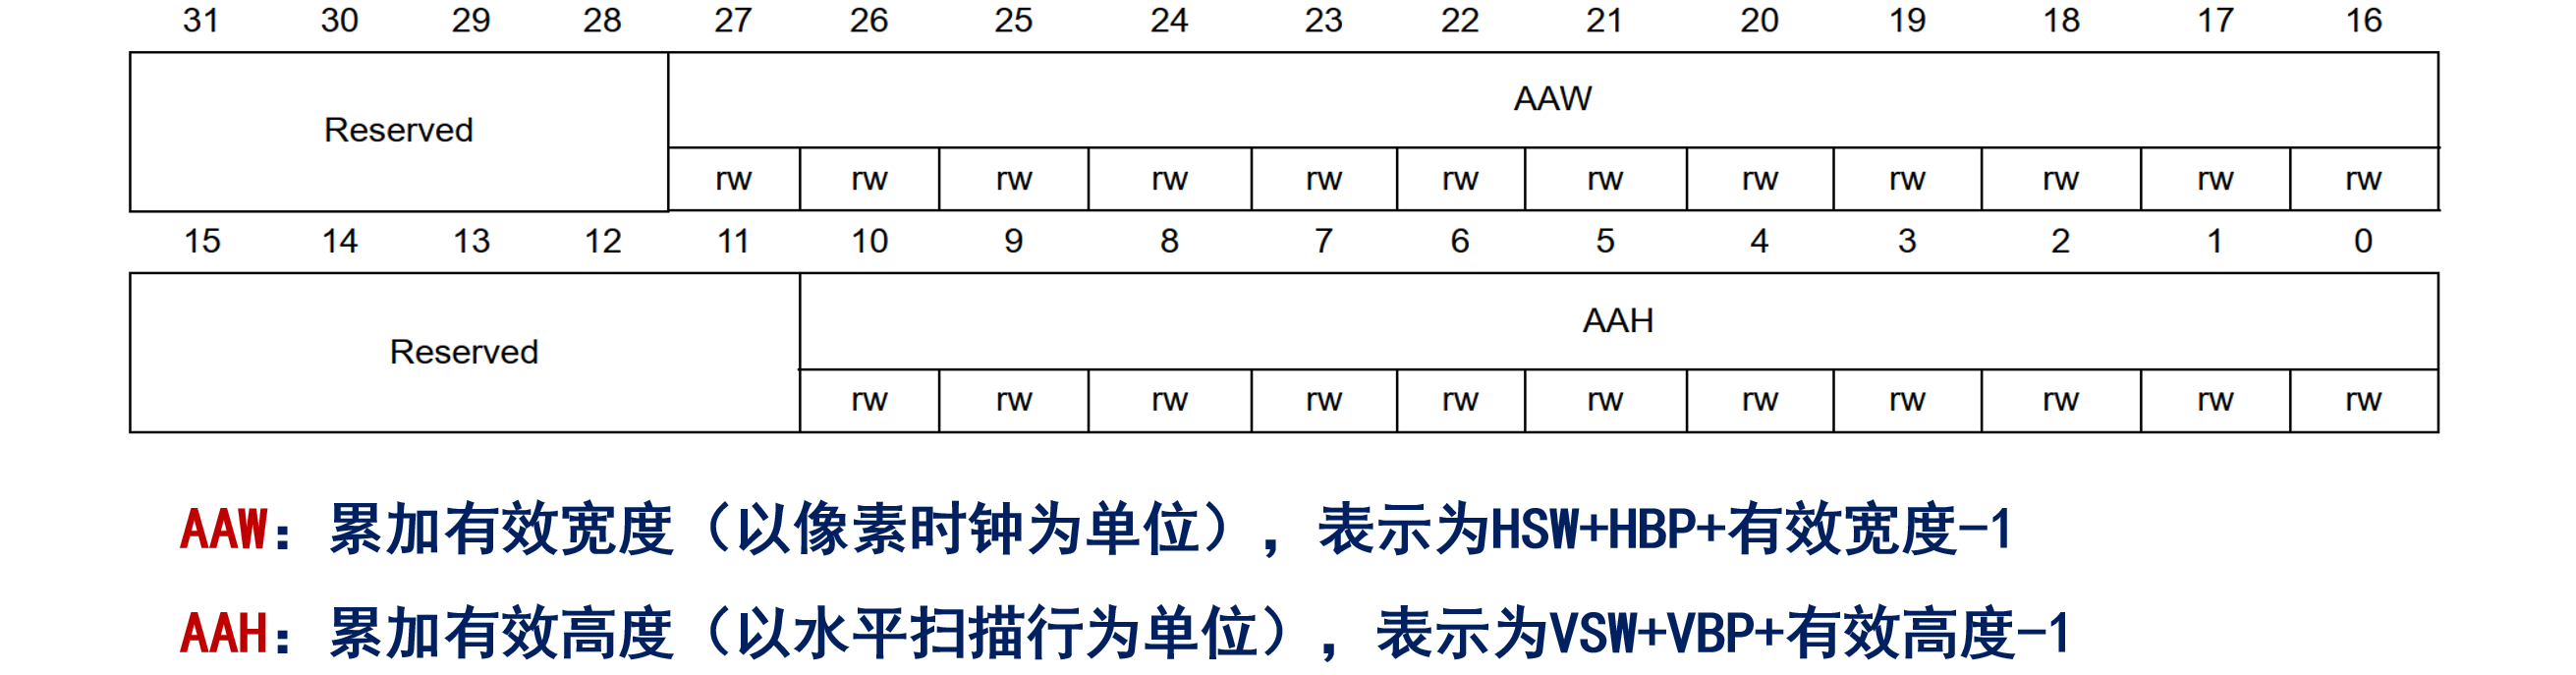 31 30 29 28 27 26 25 24 23 22 21 20 19 18 17 16
Reserved AAW
rw rw rw rw rw rw rw rw rw rw rw rw
15 14 13 12 11 10 9 8 7 6 5 4 3 2 1 0
Reserved AAH
rw rw rw rw rw rw rw rw rw rw rw
AAW：累加有效宽度（以像素时钟为单位），表示为HSW+HBP+有效宽度-1
AAH：累加有效高度（以水平扫描行为单位），表示为VSW+VBP+有效高度-1